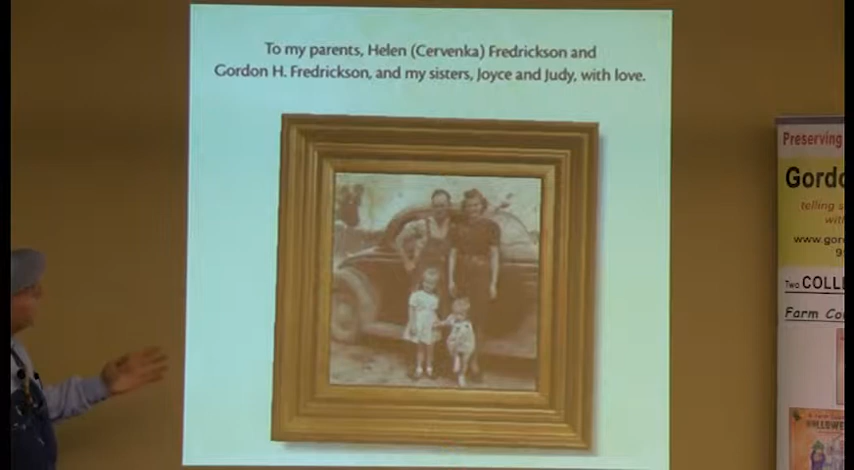 To my parents, Helen (Cervenka) Fredrickson and
Gordon H. Fredrickson, and my sisters, Joyce and Judy, with love.
Preserving
Gordo
telling s
with
www.gor
Two COLL
Farm Co
HALLOWE